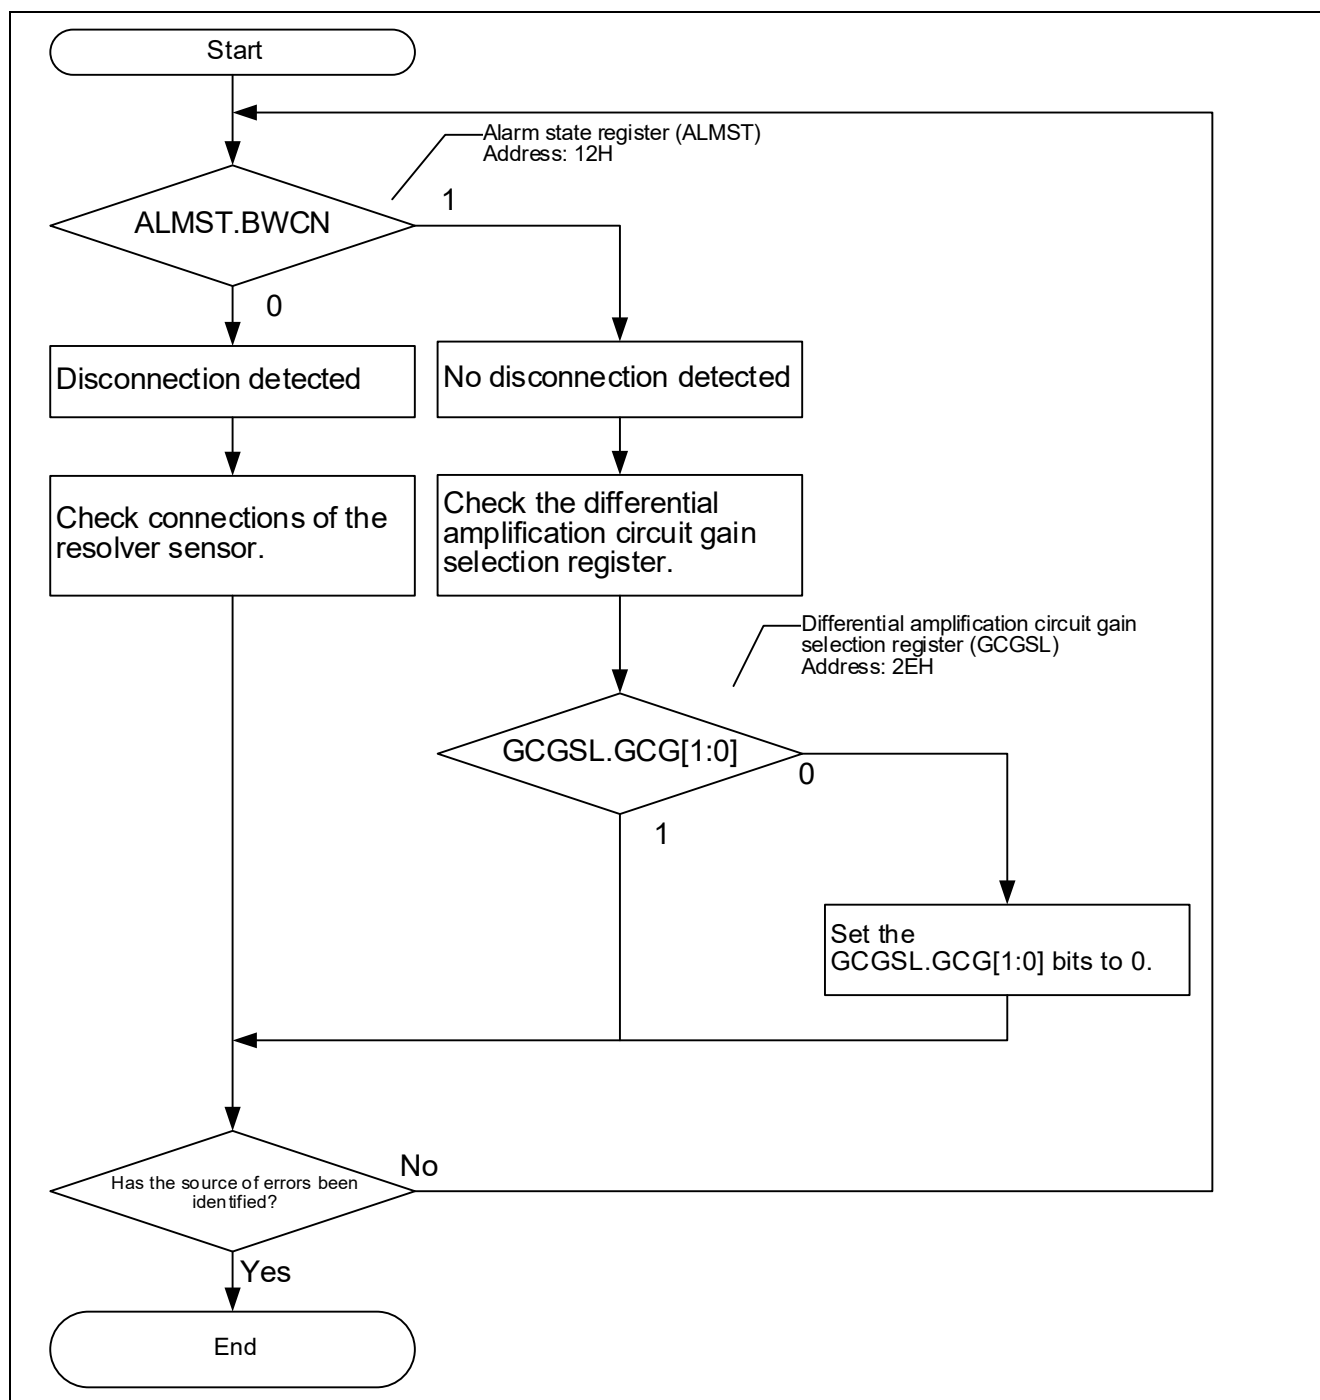 Start
Alarm state register (ALMST)
Address: 12H
ALMST.BWCN
1
0
Disconnection detected
No disconnection detected
Check connections of the
resolver sensor.
Check the differential
amplification circuit gain
selection register.
Differential amplification circuit gain
selection register (GCGSL)
Address: 2EH
GCGSL.GCG[1:0]
0
1
Set the
GCGSL.GCG[1:0] bits to 0.
Has the source of errors been
identified?
No
Yes
End